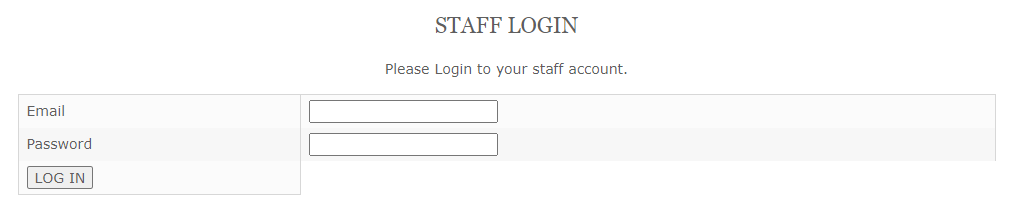 STAFF LOGIN
Please Login to your staff account.
Email
Password
LOG IN